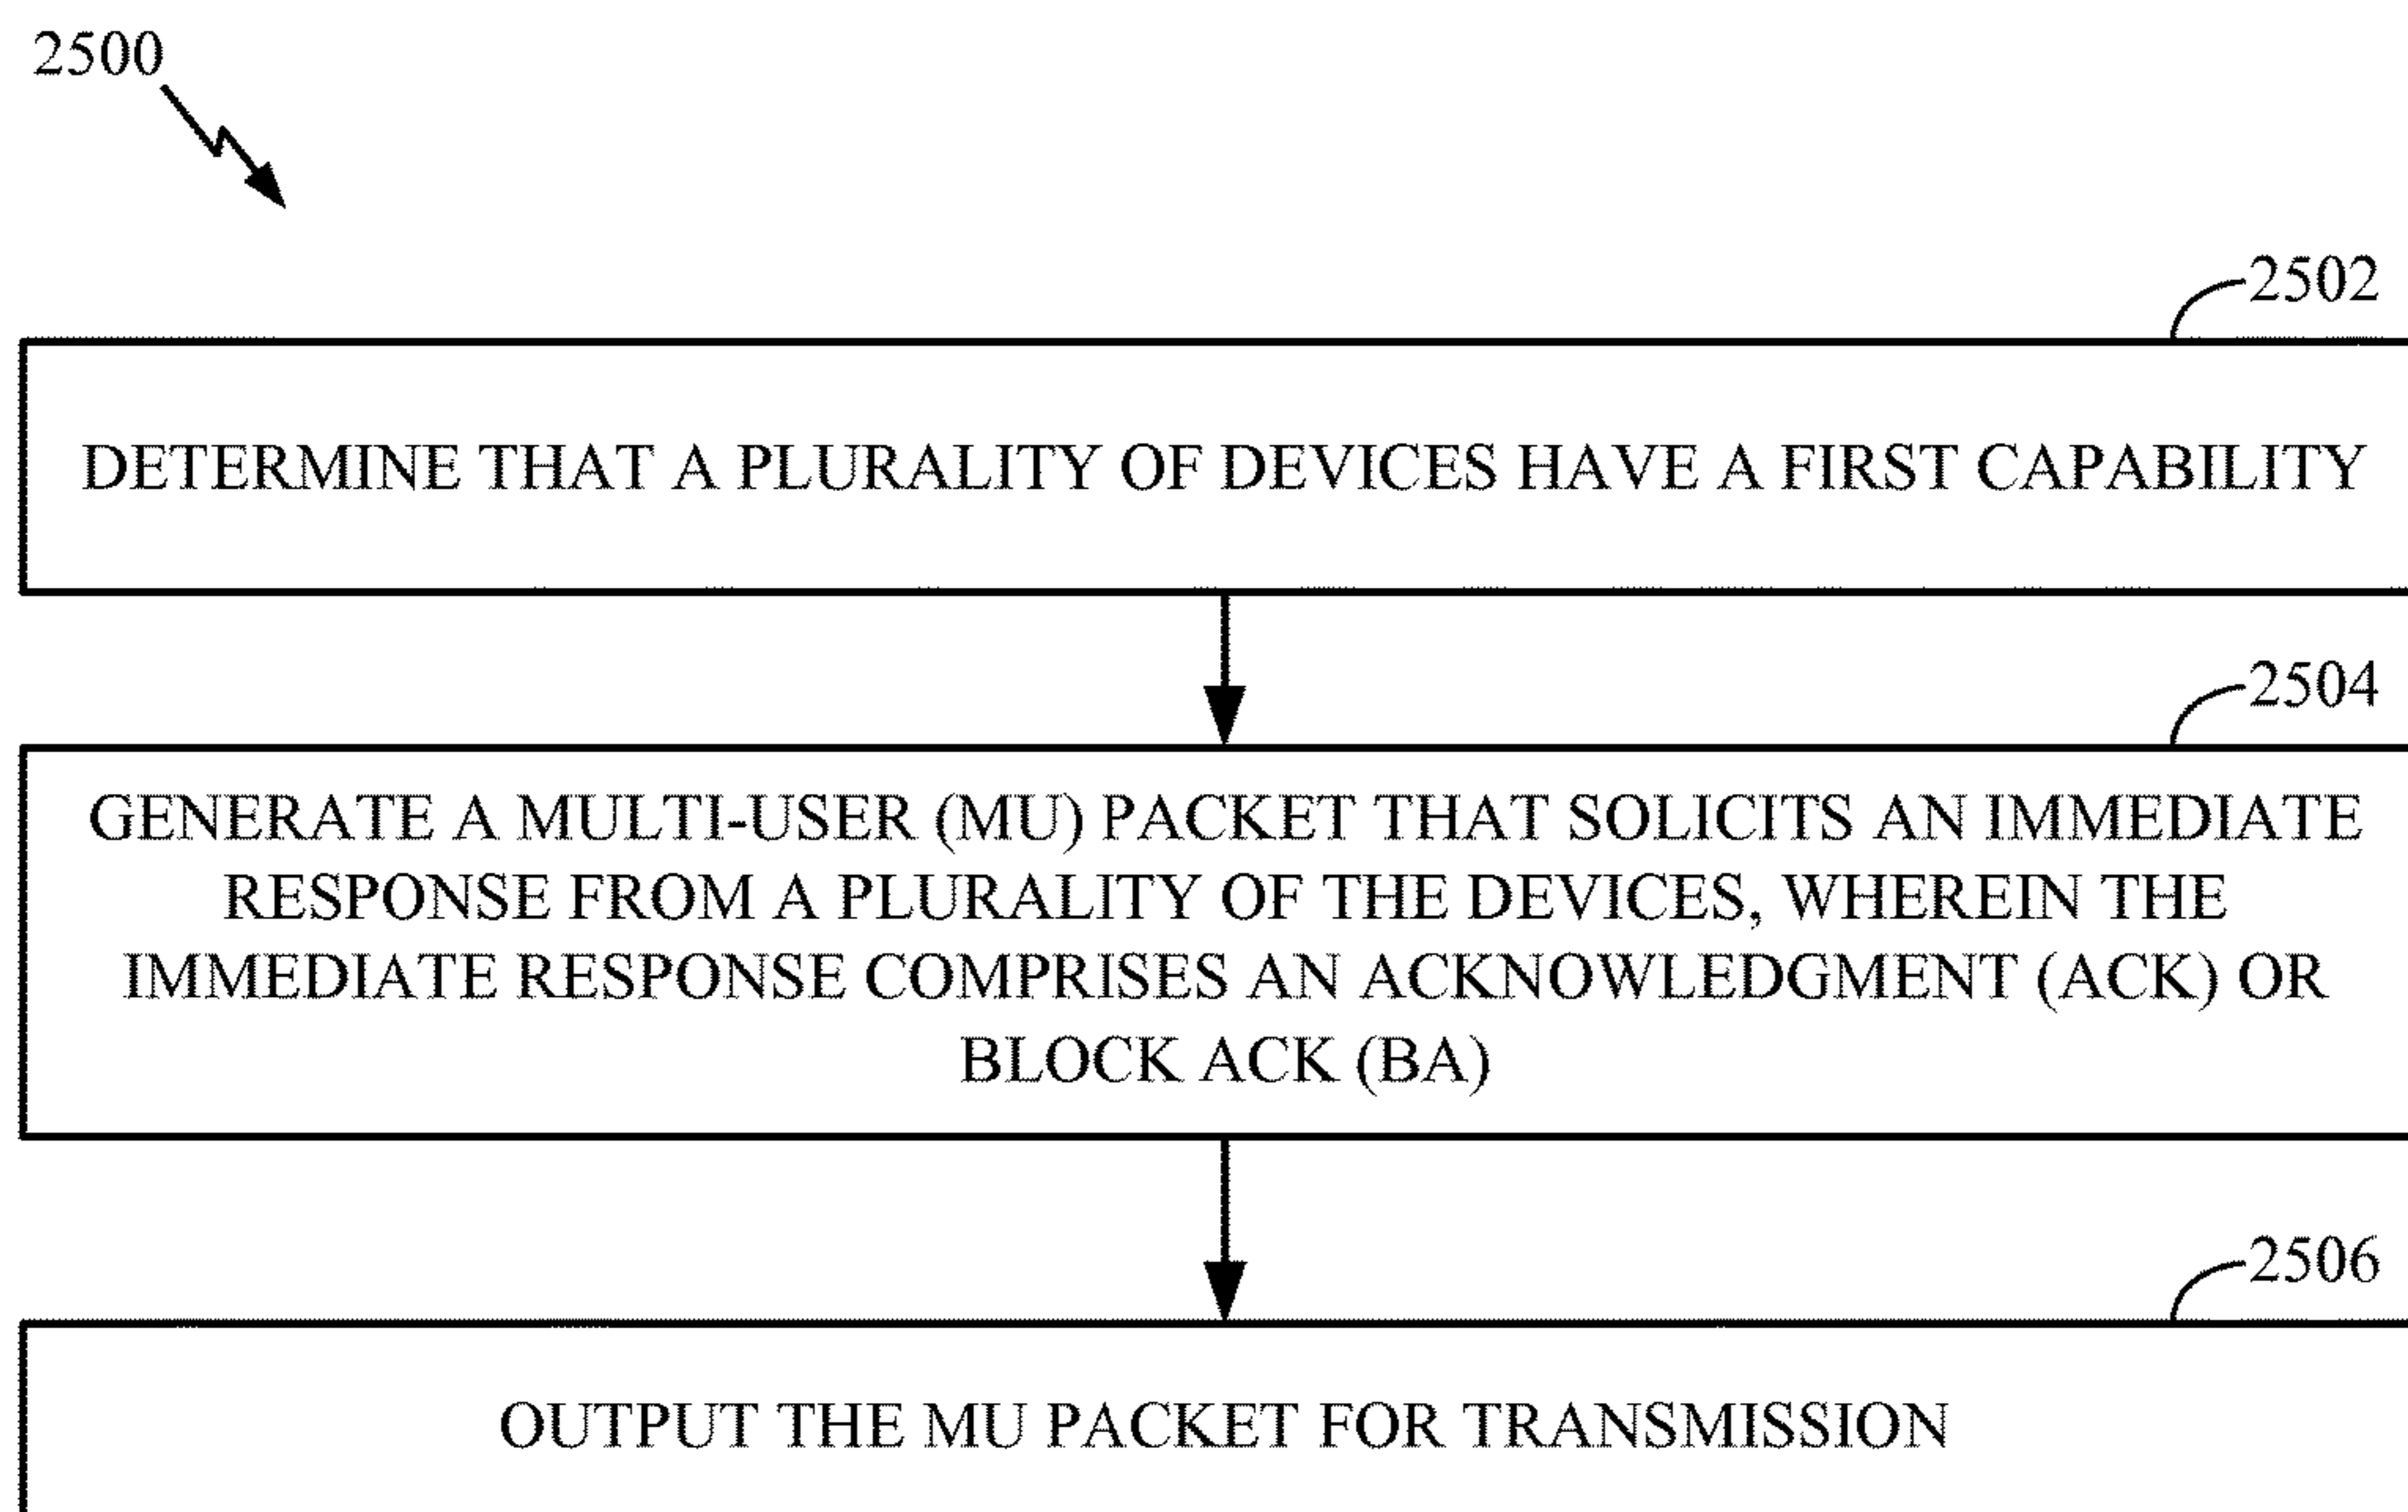 2500
2502
DETERMINE THAT A PLURALITY OF DEVICES HAVE A FIRST CAPABILITY
2504
GENERATE A MULTI-USER (MU) PACKET THAT SOLICITS AN IMMEDIATE
RESPONSE FROM A PLURALITY OF THE DEVICES, WHEREIN THE
IMMEDIATE RESPONSE COMPRISES AN ACKNOWLEDGMENT (ACK) OR
BLOCK ACK (BA)
2506
OUTPUT THE MU PACKET FOR TRANSMISSION